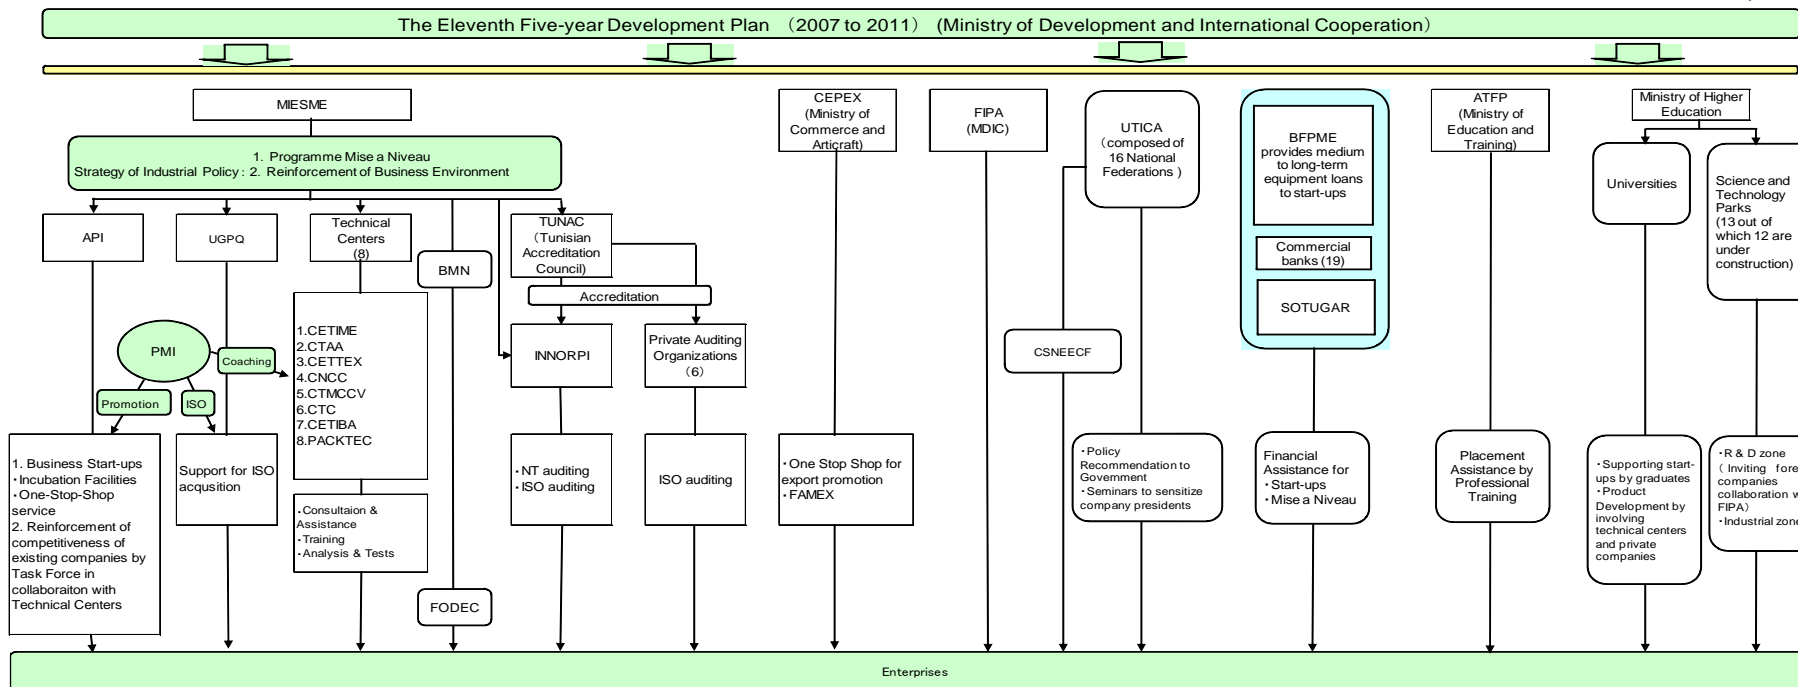 The Eleventh Five-year Development Plan （2007 to 2011） (Ministry of Development and International Cooperation）
MIESME
1. Programme Mise a Niveau
Strategy of Industrial Policy : 2. Reinforcement of Business Environment
API
UGPQ
Technical
Centers
(8)
BMN
TUNAC
（Tunisian
Accreditation
Council)
Accreditation
1.CETIME
2.CTAA
3.CETTEX
4.CNCC
5.CTMCCV
6.CTC
7.CETIBA
8.PACKTEC
PMI
Coaching
Promotion
ISO
INNORPI
Private Auditing
Organizations
（6）
1. Business Start-ups
・Incubation Facilities
・One-Stop-Shop
service
2. Reinforcement of
competitiveness of
existing companies by
Task Force in
collaboraiton with
Technical Centers
Support for ISO
acqusition
・Consultaion &
Assistance
・Training
・Analysis & Tests
FODEC
・NT auditing
・ISO auditing
ISO auditing
CEPEX
(Ministry of
Commerce and
Articraft)
・One Stop Shop for
export promotion
・FAMEX
FIPA
(MDIC)
UTICA
（composed of
16 National
Federations )
CSNEECF
・Policy
Recommendation to
Government
・Seminars to sensitize
company presidents
BFPME
provides medium
to long-term
equipment loans
to start-ups
Commercial
banks (19)
SOTUGAR
Financial
Assistance for
・Start-ups
・Mise a Niveau
ATFP
(Ministry of
Education and
Training)
Placement
Assistance by
Professional
Training
Ministry of Higher
Education
Universities
Science and
Technology
Parks
(13 out of
which 12 are
under
construction)
・Supporting start-
ups by graduates
・Product
Development by
involving
technical centers
and private
companies
・R & D zone
（Inviting
companies
collaboration
FIPA）
・Industrial
Enterprises